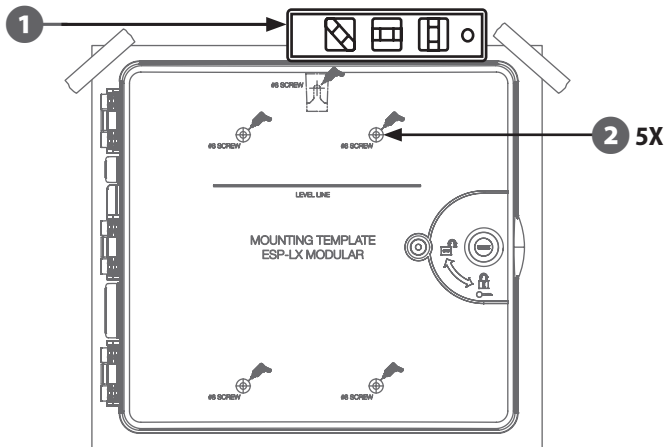 1
#8 SCREW
#8 SCREW
#8 SCREW
2 5X
LEVEL LINE
MOUNTING TEMPLATE
ESP-LX MODULAR
#8 SCREW
#8 SCREW